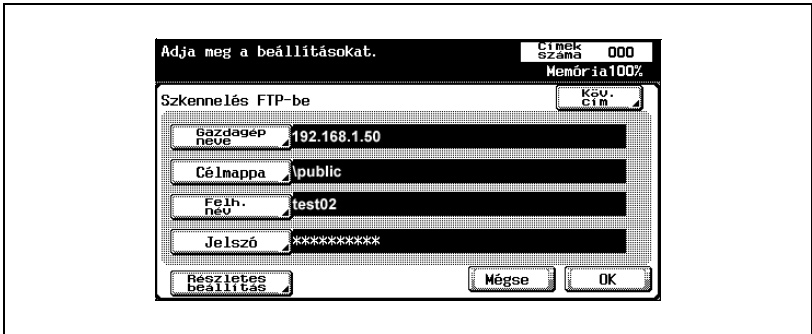 Adja meg a beállításokat.
Címek
száma 000
Memória100%
Szkennelés FTP-be
Köv.
cím
Gazdagép
neve
192.168.1.50
Célmappa
\public
Felh.
név
test02
Jelszó
**********
Részletes
beállítás
Mégse
OK